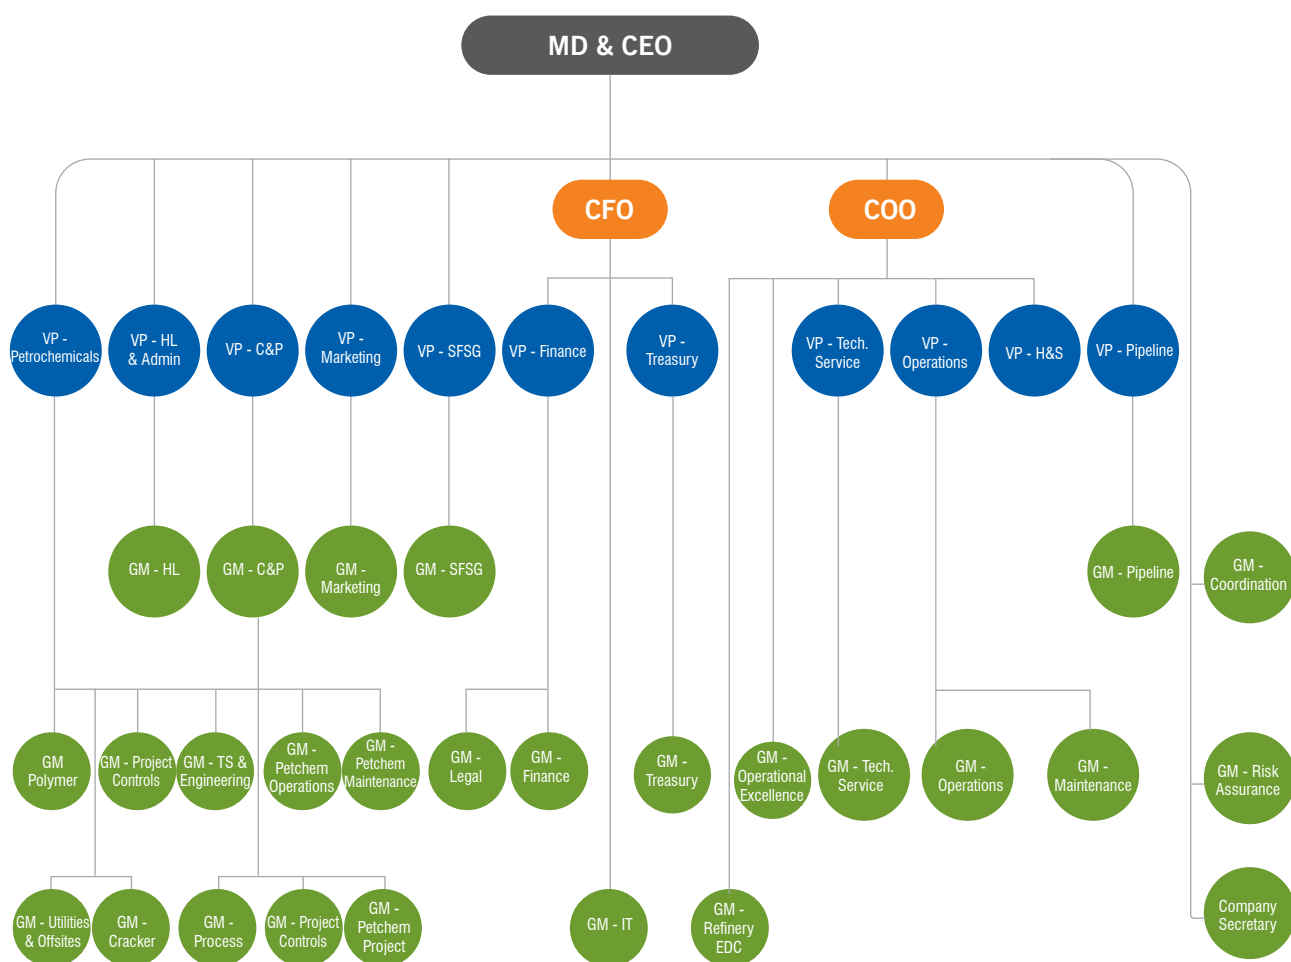 MD & CEO
CFO
COO
VP -
Petrochemicals
VP - HL
& Admin
VP - C&P
VP -
Marketing
VP - SFSG
VP - Finance
VP -
Treasury
VP - Tech.
Service
VP -
Operations
VP - H&S
VP - Pipeline
GM - HL
GM - C&P
GM -
Marketing
GM - SFSG
GM - Pipeline
GM -
Coordination
GM
Polymer
GM - Project
Controls
GM - TS &
Engineering
GM -
Petchem
Operations
GM -
Petchem
Maintenance
GM -
Legal
GM -
Finance
GM -
Treasury
GM -
Operational
Excellence
GM - Tech.
Service
GM -
Operations
GM -
Maintenance
GM - Risk
Assurance
GM - Utilities
& Offsites
GM -
Cracker
GM -
Process
GM - Project
Controls
GM -
Petchem
Project
GM - IT
GM -
Refinery
EDC
Company
Secretary